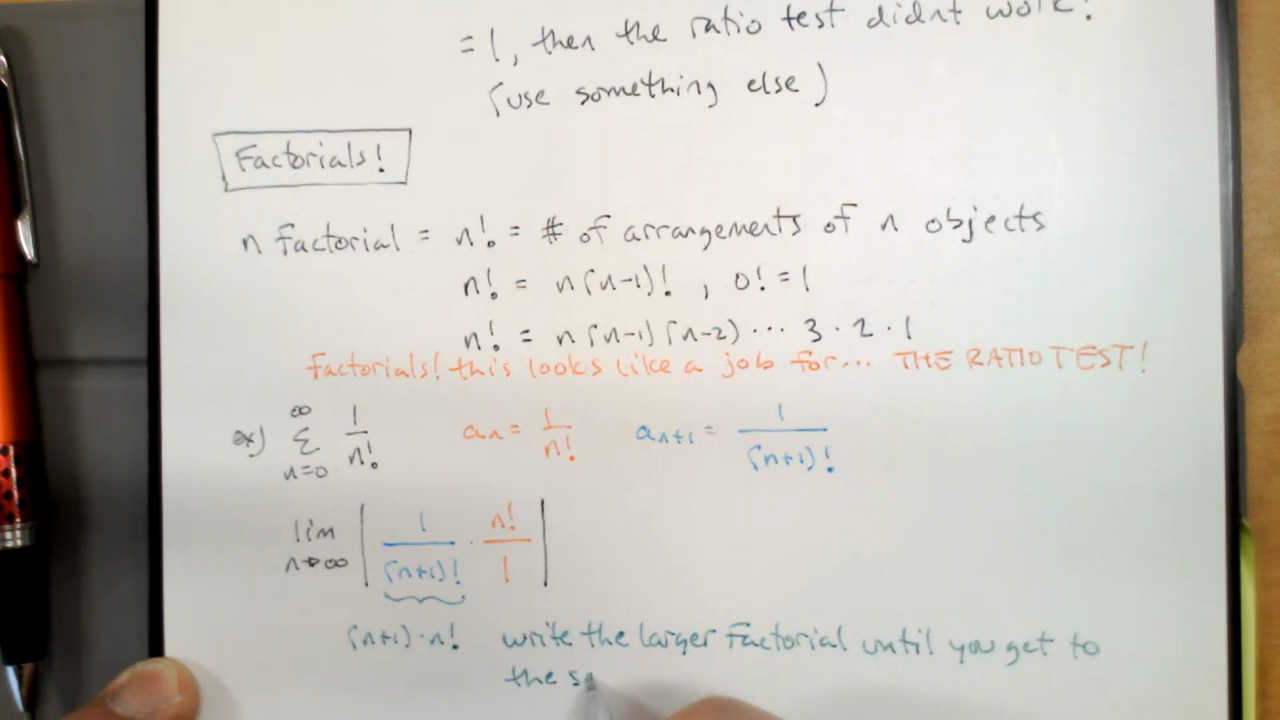 = 1, then the ratio test didnt work!
(use something else)
Factorials!
n factorial = n! = # of arrangements of n objects
n! = n(n-1)! , 0! = 1
n! = n(n-1)(n-2) ... 3 · 2 · 1
Factorials! this looks like a job for... THE RATIO TEST!
ex) ∞ Σ n=0 1/n! an = 1/n! an+1 = 1/(n+1)!
lim n→∞ | 1/(n+1)! · n!/1 |
(n+1)·n! write the larger factorial until you get to
the